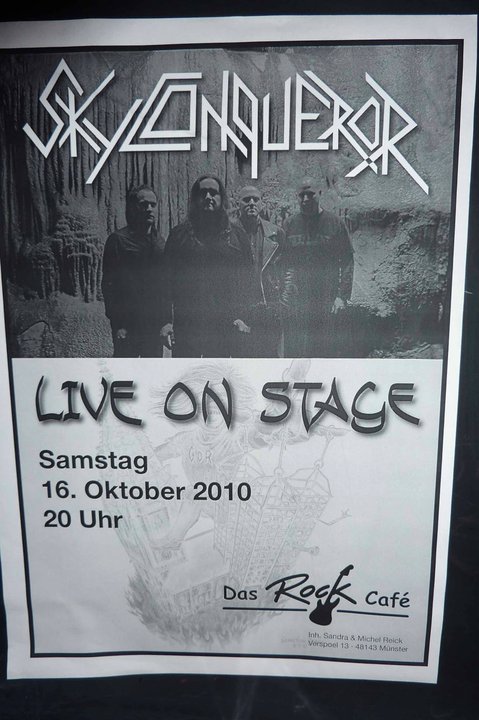 SKYCONQUEROR
LIVE ON STAGE
Samstag
16. Oktober 2010
20 Uhr
Das Rock Café
Inh. Sandra & Michel Reick
Verspoel 13 - 48143 Münster